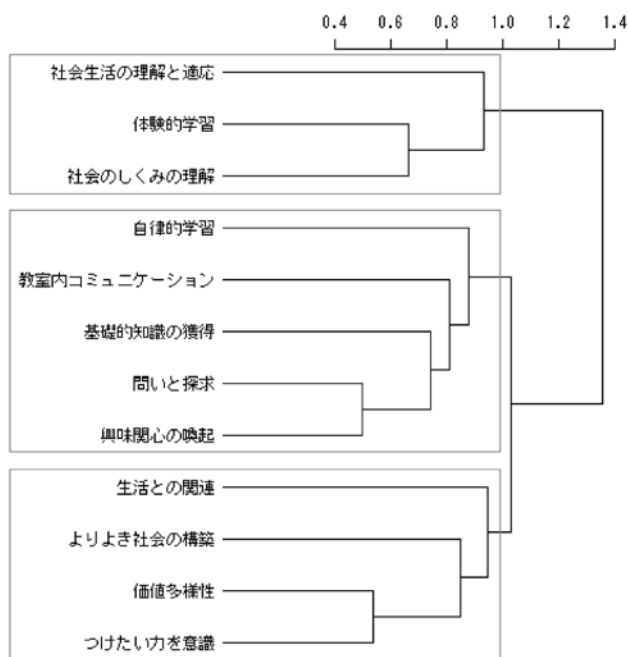 0.4 0.6 0.8 1.0 1.2 1.4
社会生活の理解と適応
体験的学習
社会のしくみの理解
自律的学習
教室内コミュニケーション
基礎的知識の獲得
問いと探求
興味関心の喚起
生活との関連
よりよき社会の構築
価値多様性
つけたい力を意識